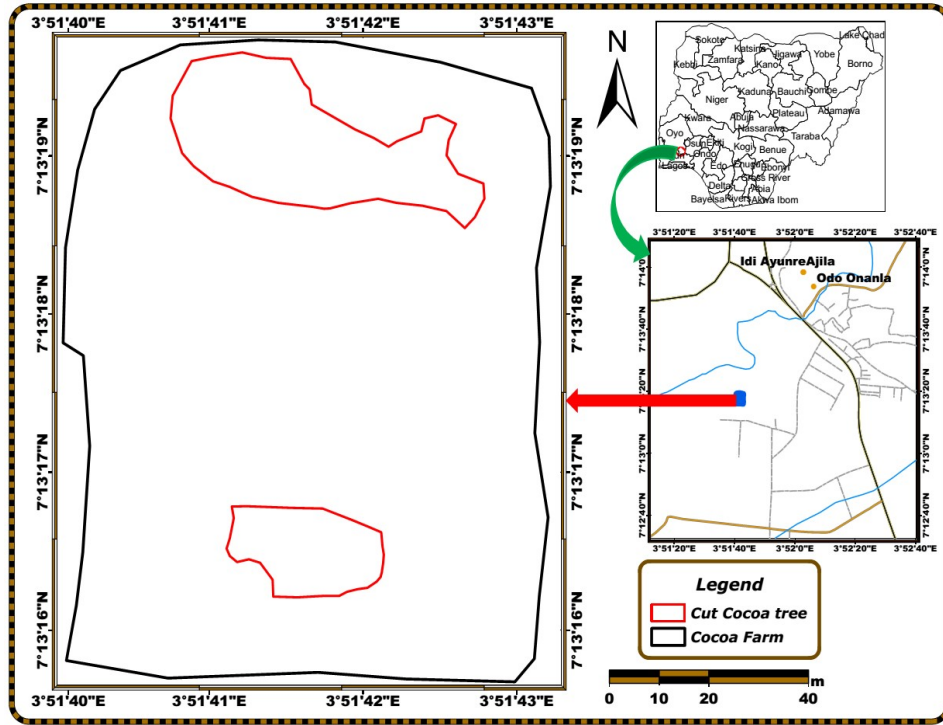 3°51'40"E
3°51'41"E
3°51'42"E
3°51'43"E
7°13'19"N
7°13'18"N
7°13'17"N
7°13'16"N
7°13'19"N
7°13'18"N
7°13'17"N
7°13'16"N
3°51'40"E
3°51'41"E
3°51'42"E
3°51'43"E
N
Lake Chad
Sokoto
Katsina
Jigawa
Yobe
Kebbi
Zamfara
Kano
Borno
Kaduna
Bauchi
Gombe
Niger
Adamawa
Plateau
Kwara
Abuja
Nassarawa
Oyo
Taraba
Osun
Ekiti
Kogi
Benue
Ondo
Lagos
Edo
Enugu
Ebonyi
Cross River
Delta
Abia
Bayelsa
Rivers
Akwa Ibom
3°51'20"E
3°51'40"E
3°52'0"E
3°52'20"E
3°52'40"E
Idi AyunreAjila
Odo Onanla
7°14'0"N
7°13'40"N
7°13'20"N
7°13'0"N
7°12'40"N
7°14'0"N
7°13'40"N
7°13'20"N
7°13'0"N
7°12'40"N
3°51'20"E
3°51'40"E
3°52'0"E
3°52'20"E
3°52'40"E
Legend
Cut Cocoa tree
Cocoa Farm
m
0 10 20 40